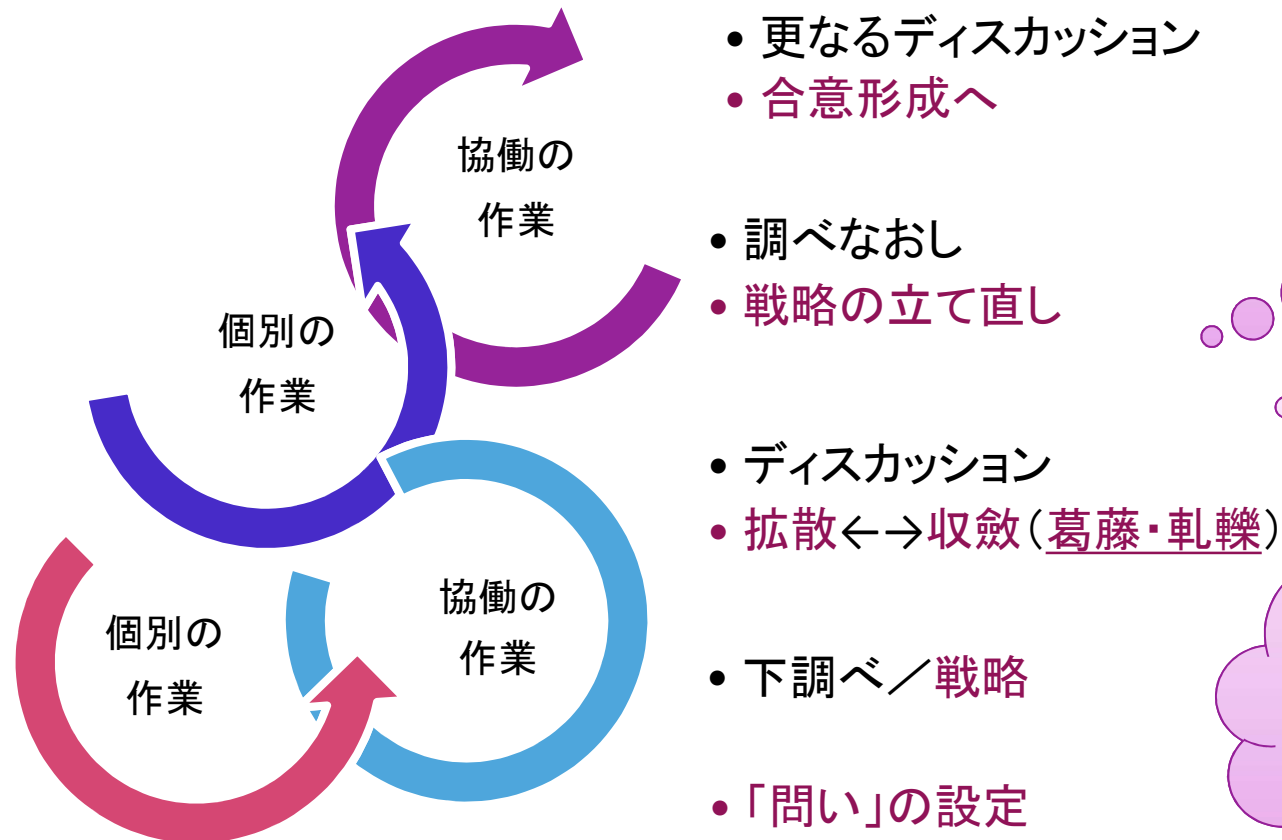 • 更なるディスカッション
• 合意形成へ
協働の
作業
• 調べなおし
• 戦略の立て直し
個別の
作業
• ディスカッション
• 拡散←→収斂(葛藤・軋轢)
協働の
作業
個別の
作業
• 下調べ／戦略
• 「問い」の設定